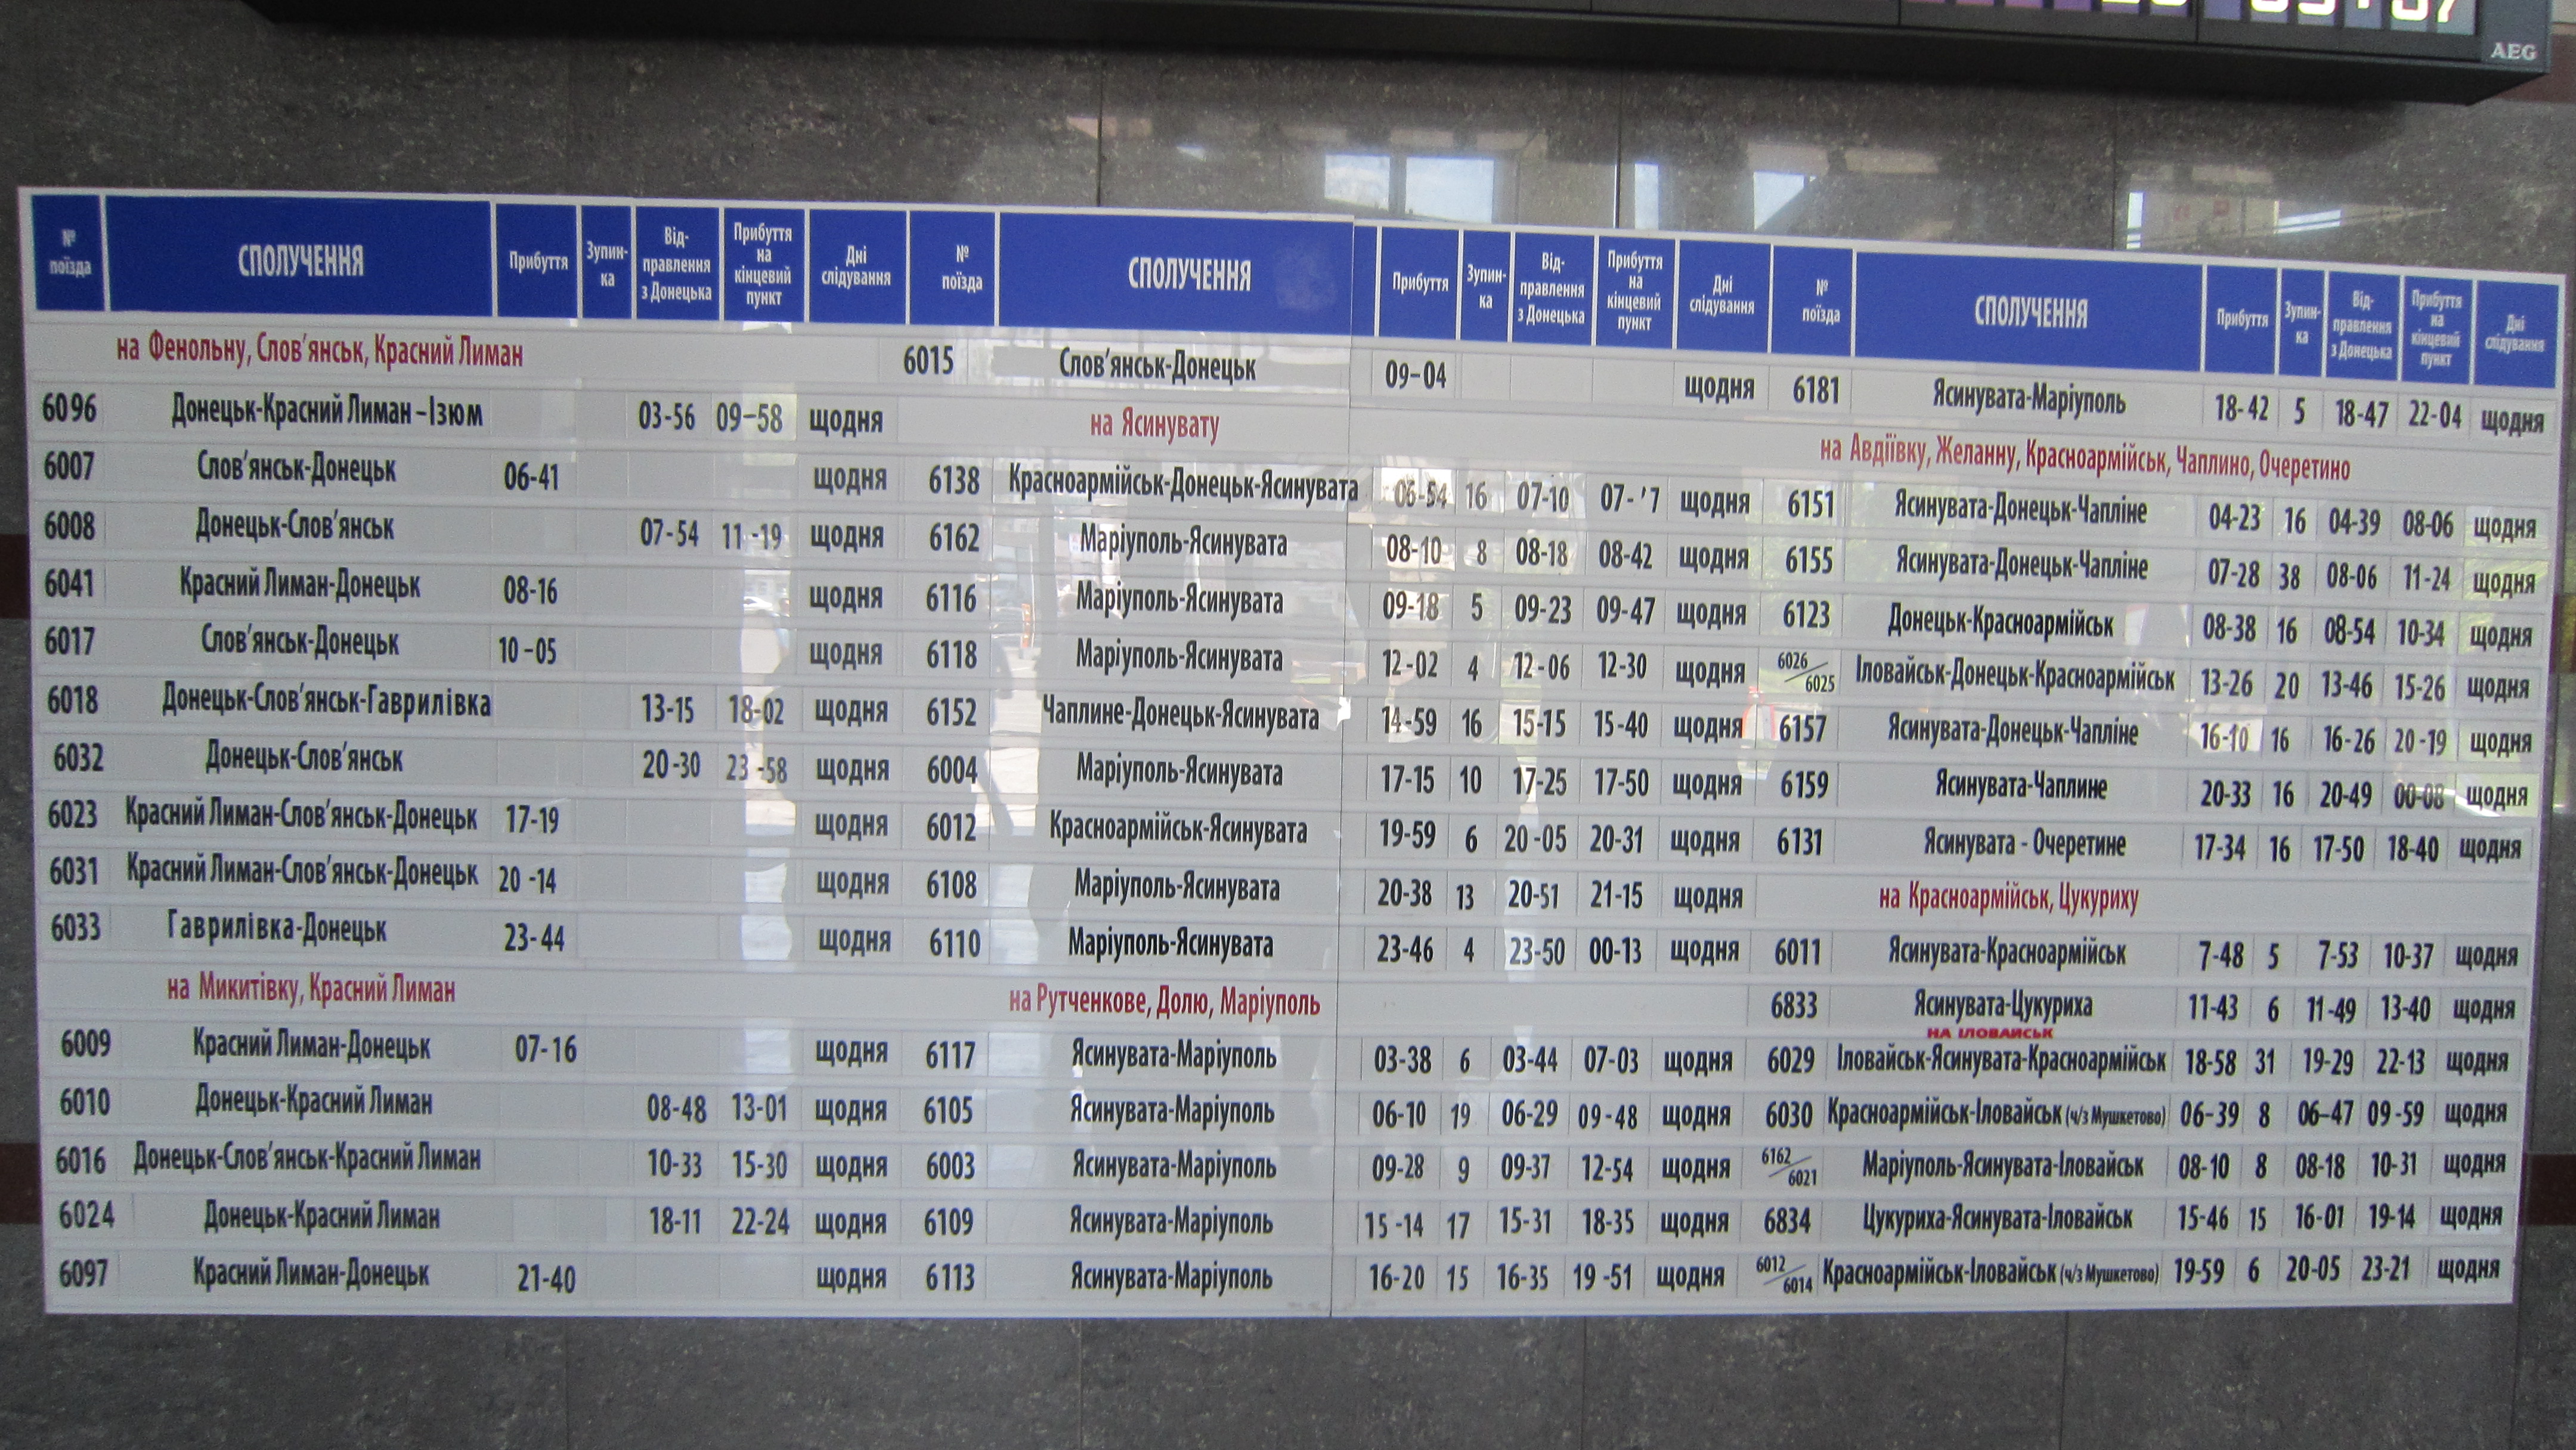 AEG
№ поїзда СПОЛУЧЕННЯ Прибуття Зупин-ка Від-правлення з Донецька Прибуття на кінцевий пункт Дні слідування
на Фенольну, Слов'янськ, Красний Лиман
6096 Донецьк-Красний Лиман–Ізюм 03-56 09–58 щодня
6007 Слов'янськ-Донецьк 06-41 щодня
6008 Донецьк-Слов'янськ 07-54 11-19 щодня
6041 Красний Лиман-Донецьк 08-16 щодня
6017 Слов'янськ-Донецьк 10-05 щодня
6018 Донецьк-Слов'янськ-Гаврилівка 13-15 18-02 щодня
6032 Донецьк-Слов'янськ 20-30 23-58 щодня
6023 Красний Лиман-Слов'янськ-Донецьк 17-19 щодня
6031 Красний Лиман-Слов'янськ-Донецьк 20-14 щодня
6033 Гаврилівка-Донецьк 23-44 щодня
на Микитівку, Красний Лиман
6009 Красний Лиман-Донецьк 07-16 щодня
6010 Донецьк-Красний Лиман 08-48 13-01 щодня
6016 Донецьк-Слов'янськ-Красний Лиман 10-33 15-30 щодня
6024 Донецьк-Красний Лиман 18-11 22-24 щодня
6097 Красний Лиман-Донецьк 21-40 щодня
№ поїзда СПОЛУЧЕННЯ Прибуття Зупин-ка Від-правлення з Донецька Прибуття на кінцевий пункт Дні слідування
6015 Слов'янськ-Донецьк 09–04 щодня
на Ясинувату
6138 Красноармійськ-Донецьк-Ясинувата 06-54 16 07-10 щодня
6162 Маріуполь-Ясинувата 08-10 8 08-18 08-42 щодня
6116 Маріуполь-Ясинувата 09-18 5 09-23 09-47 щодня
6118 Маріуполь-Ясинувата 12-02 4 12-06 12-30 щодня
6152 Чаплине-Донецьк-Ясинувата 14-59 16 15-15 15-40 щодня
6004 Маріуполь-Ясинувата 17-15 10 17-25 17-50 щодня
6012 Красноармійськ-Ясинувата 19-59 6 20-05 20-31 щодня
6108 Маріуполь-Ясинувата 20-38 13 20-51 21-15 щодня
6110 Маріуполь-Ясинувата 23-46 4 23-50 00-13 щодня
на Рутченкове, Долю, Маріуполь
6117 Ясинувата-Маріуполь 03-38 6 03-44 07-03 щодня
6105 Ясинувата-Маріуполь 06-10 19 06-29 09-48 щодня
6003 Ясинувата-Маріуполь 09-28 9 09-37 12-54 щодня
6109 Ясинувата-Маріуполь 15-14 17 15-31 18-35 щодня
6113 Ясинувата-Маріуполь 16-20 15 16-35 19-51 щодня
№ поїзда СПОЛУЧЕННЯ Прибуття Зупин-ка Від-правлення з Донецька Прибуття на кінцевий пункт Дні слідування
6181 Ясинувата-Маріуполь 18-42 5 18-47 22-04 щодня
на Авдіївку, Желанну, Красноармійськ, Чаплино, Очеретино
6151 Ясинувата-Донецьк-Чапліне 04-23 16 04-39 08-06 щодня
6155 Ясинувата-Донецьк-Чапліне 07-28 38 08-06 11-24 щодня
6123 Донецьк-Красноармійськ 08-38 16 08-54 10-34 щодня
6026/6025 Іловайськ-Донецьк-Красноармійськ 13-26 20 13-46 15-26 щодня
6157 Ясинувата-Донецьк-Чапліне 16-10 16 16-26 20-19 щодня
6159 Ясинувата-Чаплине 20-33 16 20-49 00-08 щодня
6131 Ясинувата - Очеретине 17-34 16 17-50 18-40 щодня
на Красноармійськ, Цукуриху
6011 Ясинувата-Красноармійськ 7-48 5 7-53 10-37 щодня
6833 Ясинувата-Цукуриха 11-43 6 11-49 13-40 щодня
НА ІЛОВАЙСЬК
6029 Іловайськ-Ясинувата-Красноармійськ 18-58 31 19-29 22-13 щодня
6030 Красноармійськ-Іловайськ (ч/з Мушкетово) 06-39 8 06-47 09-59 щодня
6162/6021 Маріуполь-Ясинувата-Іловайськ 08-10 8 08-18 10-31 щодня
6834 Цукуриха-Ясинувата-Іловайськ 15-46 15 16-01 19-14 щодня
6012/6014 Красноармійськ-Іловайськ (ч/з Мушкетово) 19-59 6 20-05 23-21 щодня